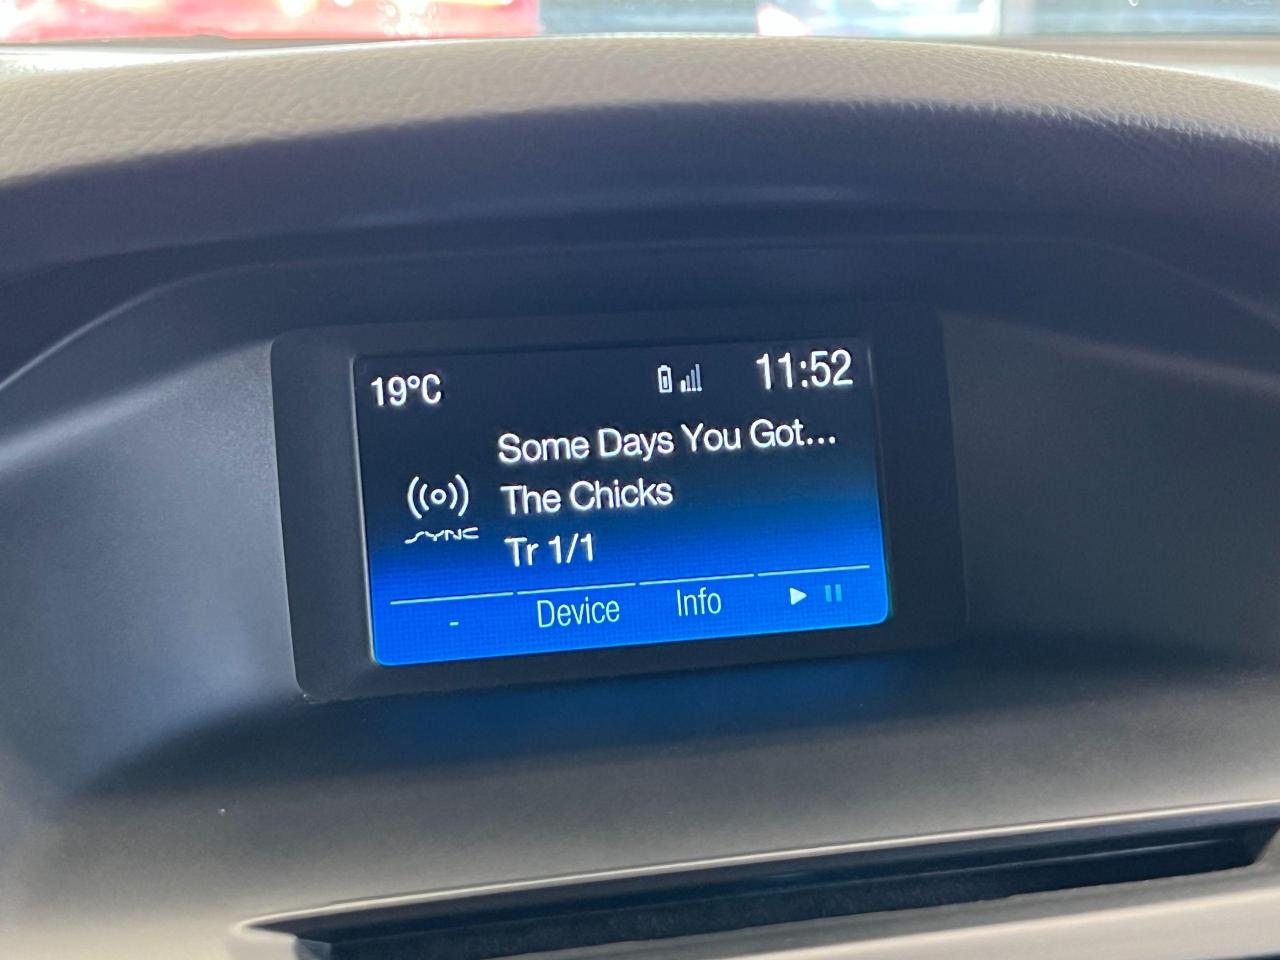 19°C
11:52
Some Days You Got...
The Chicks
SYNC
Tr 1/1
-
Device
Info